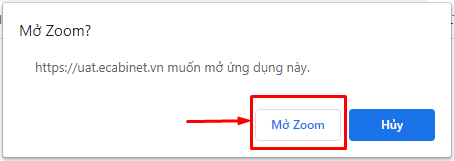 Mở Zoom?
https://uat.ecabinet.vn muốn mở ứng dụng này.
Mở Zoom Hủy